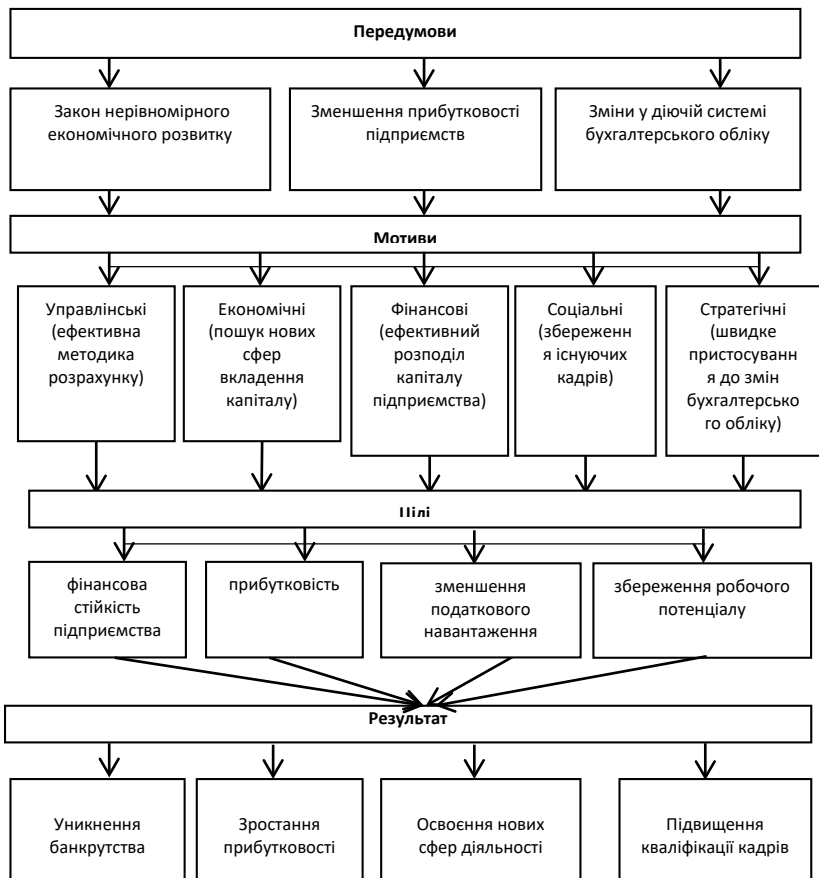 Передумови
Закон нерівномірного
економічного розвитку
Зменшення прибутковості
підприємств
Зміни у діючій системі
бухгалтерського обліку
Мотиви
Управлінські
(ефективна
методика
розрахунку)
Економічні
(пошук нових
сфер
вкладення
капіталу)
Фінансові
(ефективний
розподіл
капіталу
підприємства)
Соціальні
(збереженн
я існуючих
кадрів)
Стратегічні
(швидке
пристосуванн
я до змін
бухгалтерсько
го обліку)
Цілі
фінансова
стійкість
підприємства
прибутковість
зменшення
податкового
навантаження
збереження робочого
потенціалу
Результат
Уникнення
банкрутства
Зростання
прибутковості
Освоєння нових
сфер діяльності
Підвищення
кваліфікації кадрів